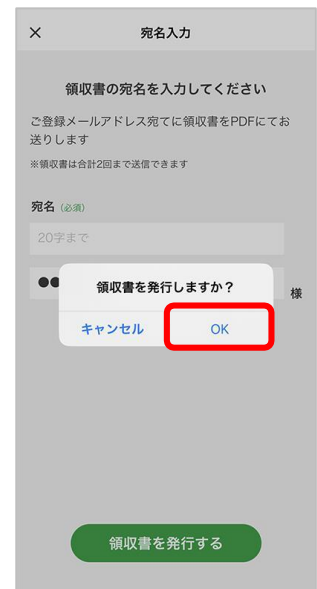 ×
宛名入力
領収書の宛名を入力してください
ご登録メールアドレス宛てに領収書をPDFにてお
送りします
※領収書は合計2回まで送信できます
宛名 (必須)
20字まで
●●
様
領収書を発行しますか？
キャンセル
OK
領収書を発行する